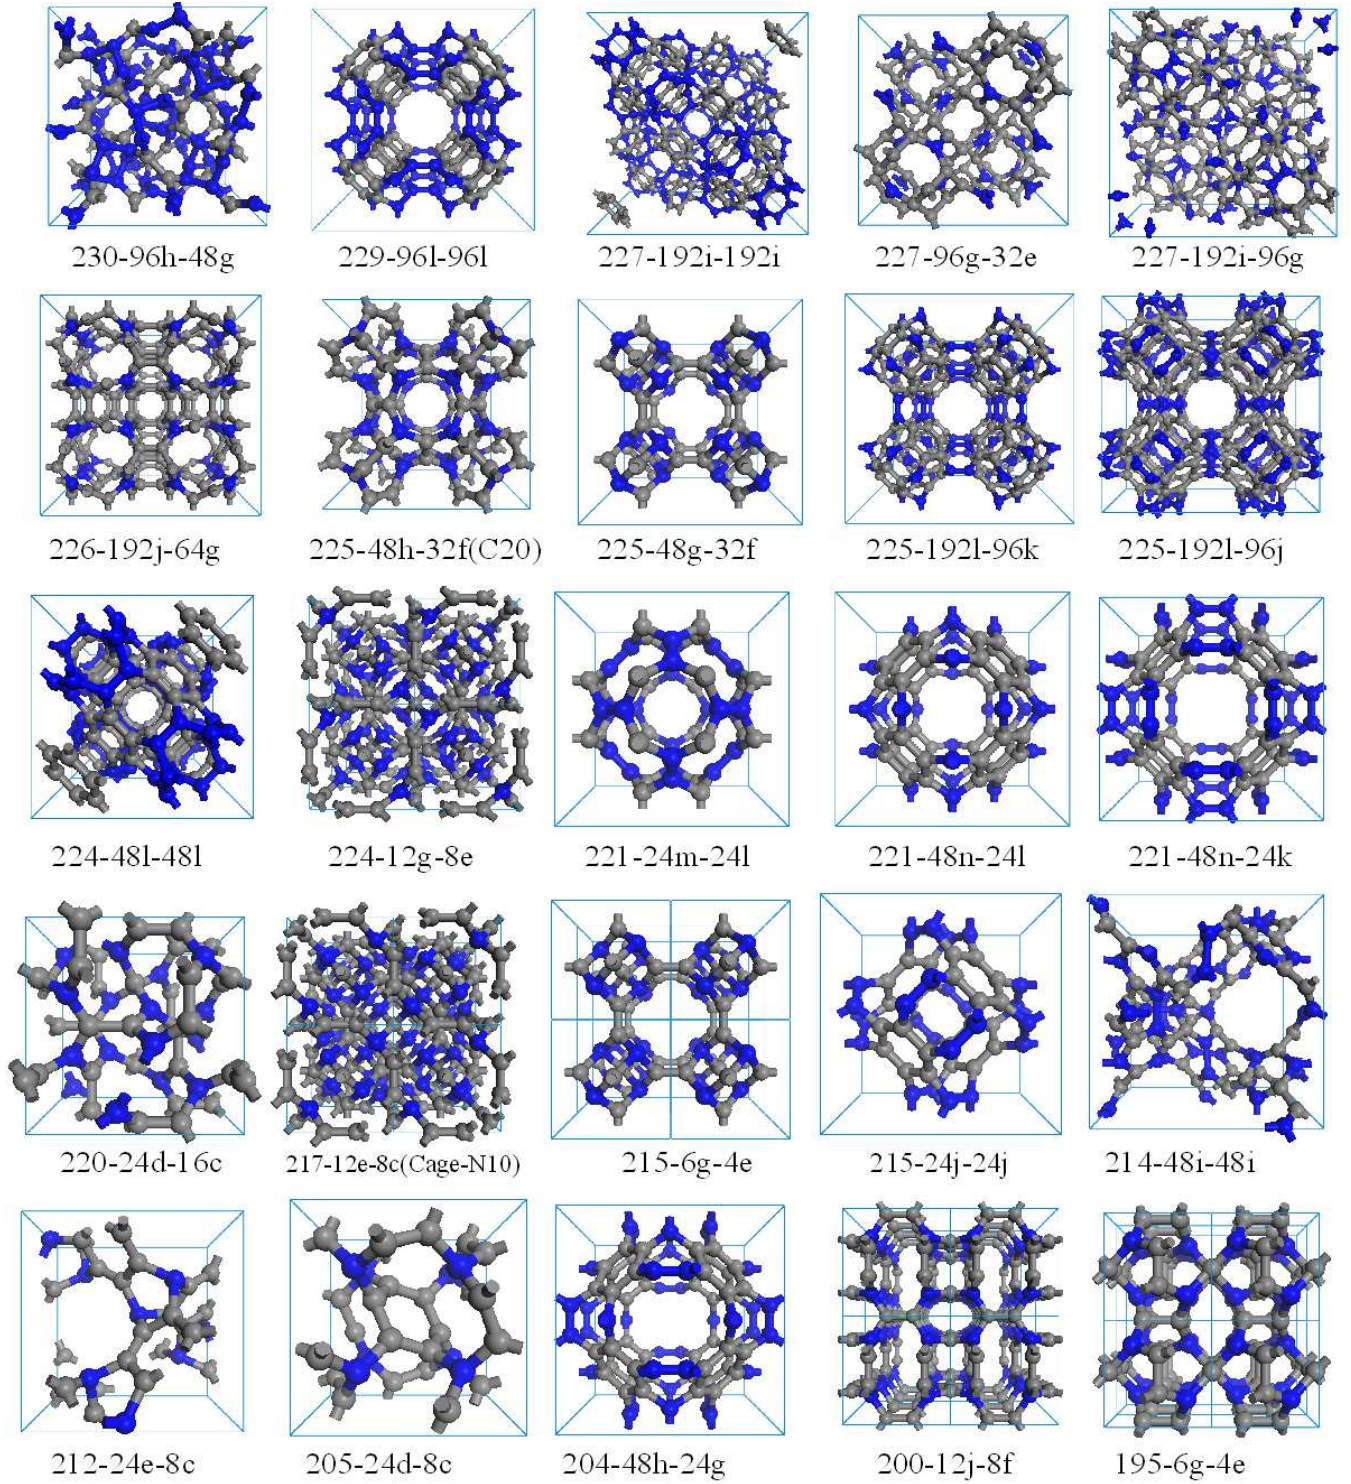 230-96h-48g
229-96l-96l
227-192i-192i
227-96g-32e
227-192i-96g
226-192j-64g
225-48h-32f(C20)
225-48g-32f
225-192l-96k
225-192l-96j
224-48l-48l
224-12g-8e
221-24m-24l
221-48n-24l
221-48n-24k
220-24d-16c
217-12e-8c(Cage-N10)
215-6g-4e
215-24j-24j
214-48i-48i
212-24e-8c
205-24d-8c
204-48h-24g
200-12j-8f
195-6g-4e